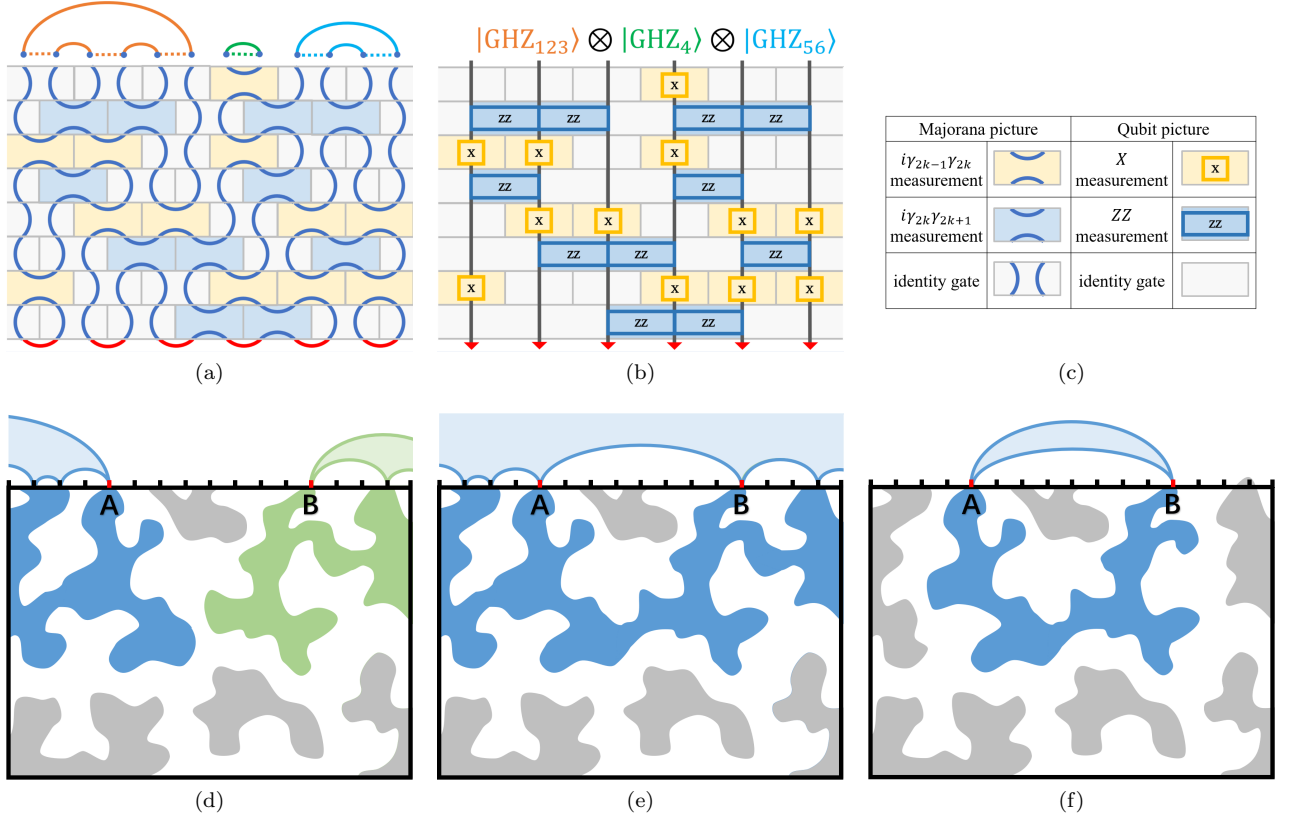 |GHZ₁₂₃⟩ ⊗ |GHZ₄⟩ ⊗ |GHZ₅₆⟩
x
zz zz zz zz
x x x
zz zz
x x x x
zz zz zz
x x x x
zz zz
(a)
(b)
Majorana picture Qubit picture
iγ₂ₖ₋₁γ₂ₖ measurement X measurement x
iγ₂ₖγ₂ₖ₊₁ measurement ZZ measurement zz
identity gate identity gate
(c)
A B
A B
A B
(d)
(e)
(f)